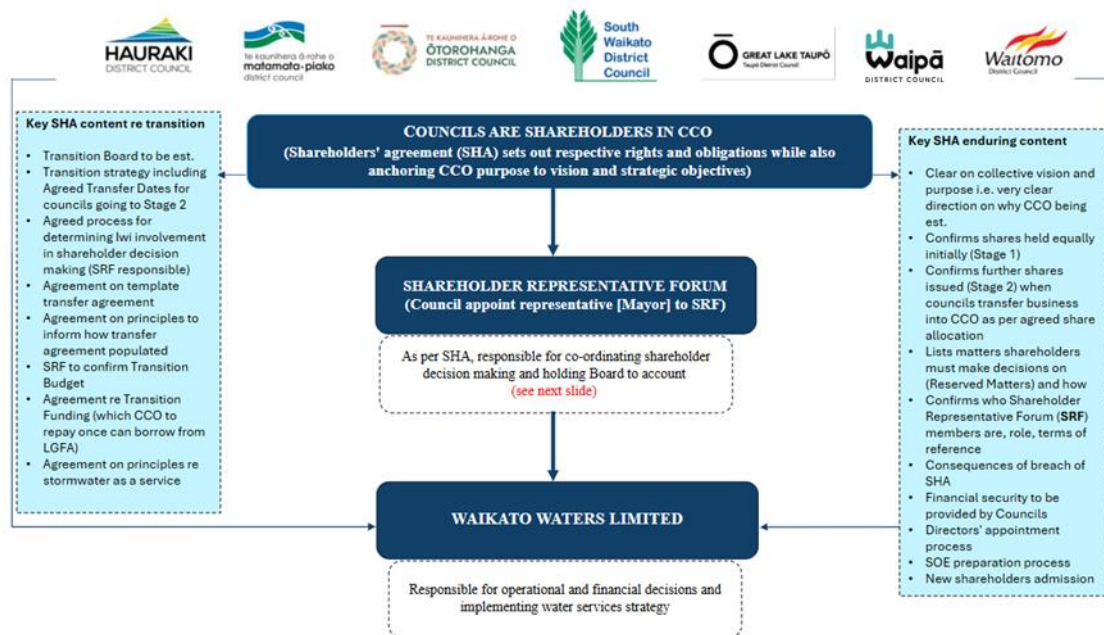 HAURAKI
DISTRICT COUNCIL
te kaunihera ā-rohe o
matamata-piako
district council
TE KAUNIHERA Ā-ROHE O
ŌTOROHANGA
DISTRICT COUNCIL
South
Waikato
District
Council
GREAT LAKE TAUPŌ
Taupō District Council
Waipā
DISTRICT COUNCIL
Waitomo
District Council
Key SHA content re transition
• Transition Board to be est.
• Transition strategy including
Agreed Transfer Dates for
councils going to Stage 2
• Agreed process for
determining Iwi involvement
in shareholder decision
making (SRF responsible)
• Agreement on template
transfer agreement
• Agreement on principles to
inform how transfer
agreement populated
• SRF to confirm Transition
Budget
• Agreement re Transition
Funding (which CCO to
repay once can borrow from
LGFA)
• Agreement on principles re
stormwater as a service
COUNCILS ARE SHAREHOLDERS IN CCO
(Shareholders' agreement (SHA) sets out respective rights and obligations while also
anchoring CCO purpose to vision and strategic objectives)
SHAREHOLDER REPRESENTATIVE FORUM
(Council appoint representative [Mayor] to SRF)
As per SHA, responsible for co-ordinating shareholder
decision making and holding Board to account
(see next slide)
WAIKATO WATERS LIMITED
Responsible for operational and financial decisions and
implementing water services strategy
Key SHA enduring content
• Clear on collective vision and
purpose i.e. very clear
direction on why CCO being
est.
• Confirms shares held equally
initially (Stage 1)
• Confirms further shares
issued (Stage 2) when
councils transfer business
into CCO as per agreed share
allocation
• Lists matters shareholders
must make decisions on
(Reserved Matters) and how
• Confirms who Shareholder
Representative Forum (SRF)
members are, role, terms of
reference
• Consequences of breach of
SHA
• Financial security to be
provided by Councils
• Directors' appointment
process
• SOE preparation process
• New shareholders admission